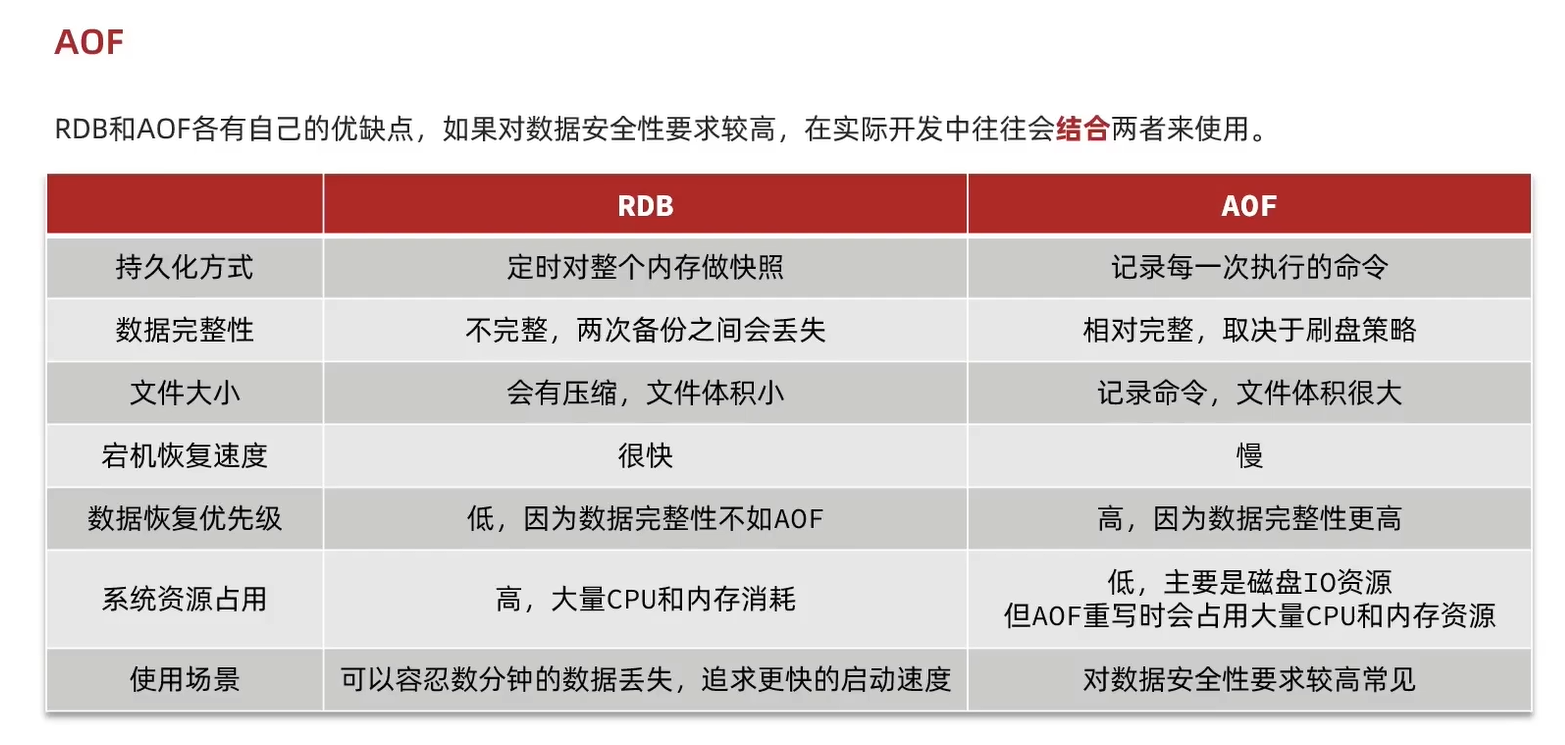 AOF
RDB和AOF各有自己的优缺点，如果对数据安全性要求较高，在实际开发中往往会结合两者来使用。
RDB AOF
持久化方式 定时对整个内存做快照 记录每一次执行的命令
数据完整性 不完整，两次备份之间会丢失 相对完整，取决于刷盘策略
文件大小 会有压缩，文件体积小 记录命令，文件体积很大
宕机恢复速度 很快 慢
数据恢复优先级 低，因为数据完整性不如AOF 高，因为数据完整性更高
系统资源占用 高，大量CPU和内存消耗 低，主要是磁盘IO资源
但AOF重写时会占用大量CPU和内存资源
使用场景 可以容忍数分钟的数据丢失，追求更快的启动速度 对数据安全性要求较高常见